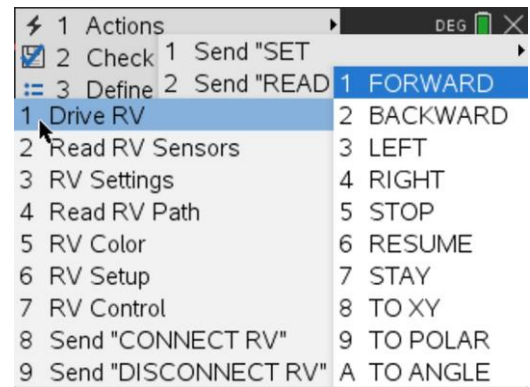 1 Actions
DEG
2 Check
3 Define
1 Send "SET
2 Send "READ
1 Drive RV
2 Read RV Sensors
3 RV Settings
4 Read RV Path
5 RV Color
6 RV Setup
7 RV Control
8 Send "CONNECT RV"
9 Send "DISCONNECT RV"
1 FORWARD
2 BACKWARD
3 LEFT
4 RIGHT
5 STOP
6 RESUME
7 STAY
8 TO XY
9 TO POLAR
A TO ANGLE